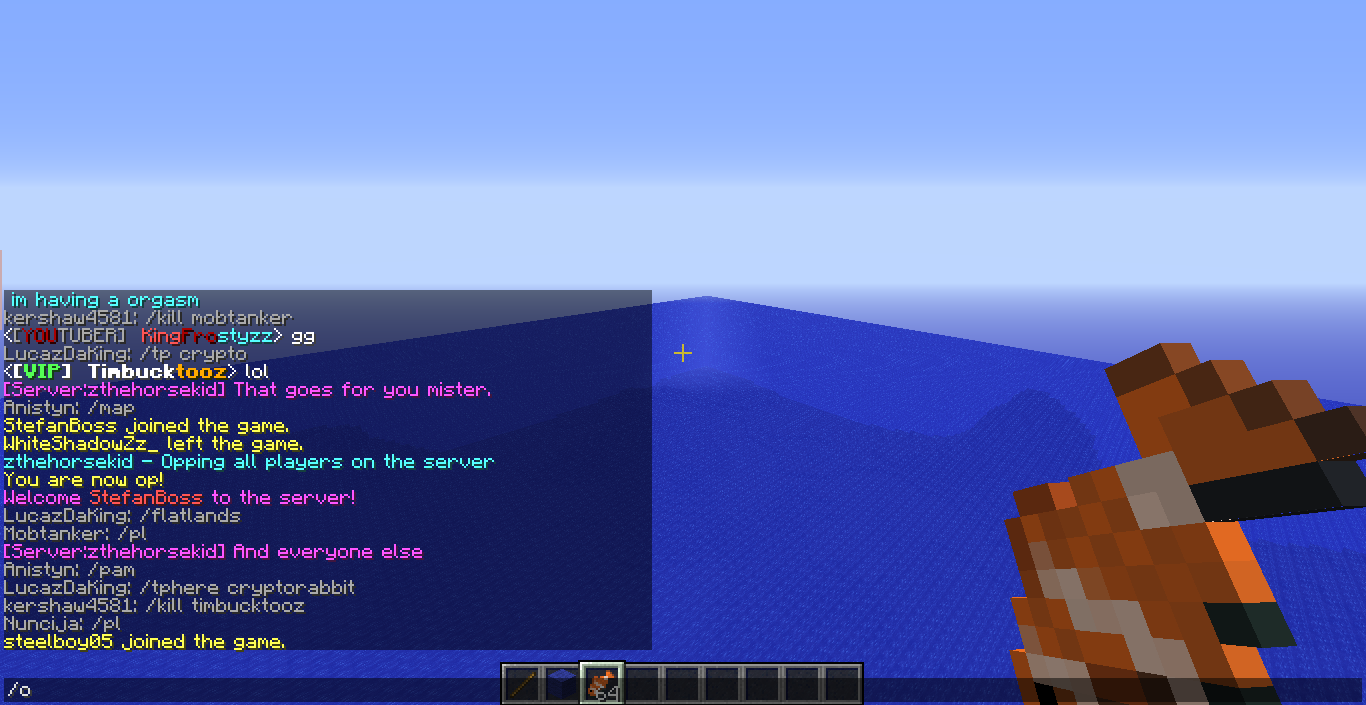 im having a orgasm
kershaw4581: /kill mobtanker
<[YOUTUBER] KingFrostyzz> gg
LucazDaKing: /tp crypto
<[VIP] Timbucktooz> lol
[Server:zthehorsekid] That goes for you mister.
Anistyn: /map
StefanBoss joined the game.
WhiteShadowZz_ left the game.
zthehorsekid - Opping all players on the server
You are now op!
Welcome StefanBoss to the server!
LucazDaKing: /flatlands
Mobtanker: /pl
[Server:zthehorsekid] And everyone else
Anistyn: /pam
LucazDaKing: /tphere cryptorabbit
kershaw4581: /kill timbucktooz
Nuncija: /pl
steelboy05 joined the game.
64
/o